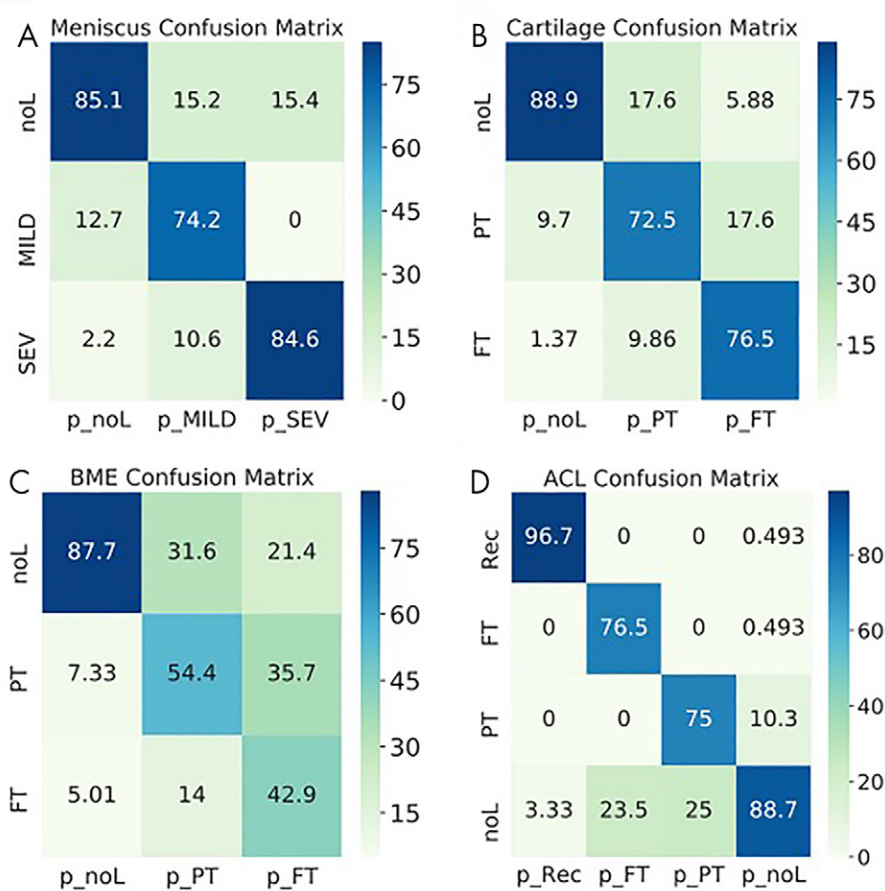 A Meniscus Confusion Matrix
noL 85.1 15.2 15.4
MILD 12.7 74.2 0
SEV 2.2 10.6 84.6
p_noL p_MILD p_SEV
75
60
45
30
15
0
B Cartilage Confusion Matrix
noL 88.9 17.6 5.88
PT 9.7 72.5 17.6
FT 1.37 9.86 76.5
p_noL p_PT p_FT
75
60
45
30
15
C BME Confusion Matrix
noL 87.7 31.6 21.4
PT 7.33 54.4 35.7
FT 5.01 14 42.9
p_noL p_PT p_FT
75
60
45
30
15
D ACL Confusion Matrix
Rec 96.7 0 0 0.493
FT 0 76.5 0 0.493
PT 0 0 75 10.3
noL 3.33 23.5 25 88.7
p_Rec p_FT p_PT p_noL
80
60
40
20
0